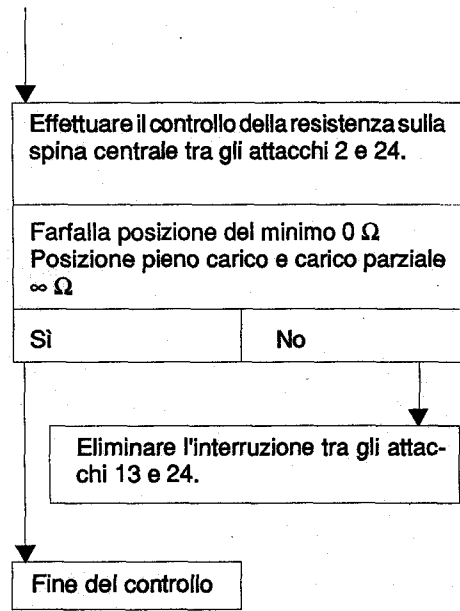 Effettuare il controllo della resistenza sulla
spina centrale tra gli attacchi 2 e 24.
Farfalla posizione del minimo 0 Ω
Posizione pieno carico e carico parziale
∞ Ω
Sì
No
Eliminare l'interruzione tra gli attac-
chi 13 e 24.
Fine del controllo